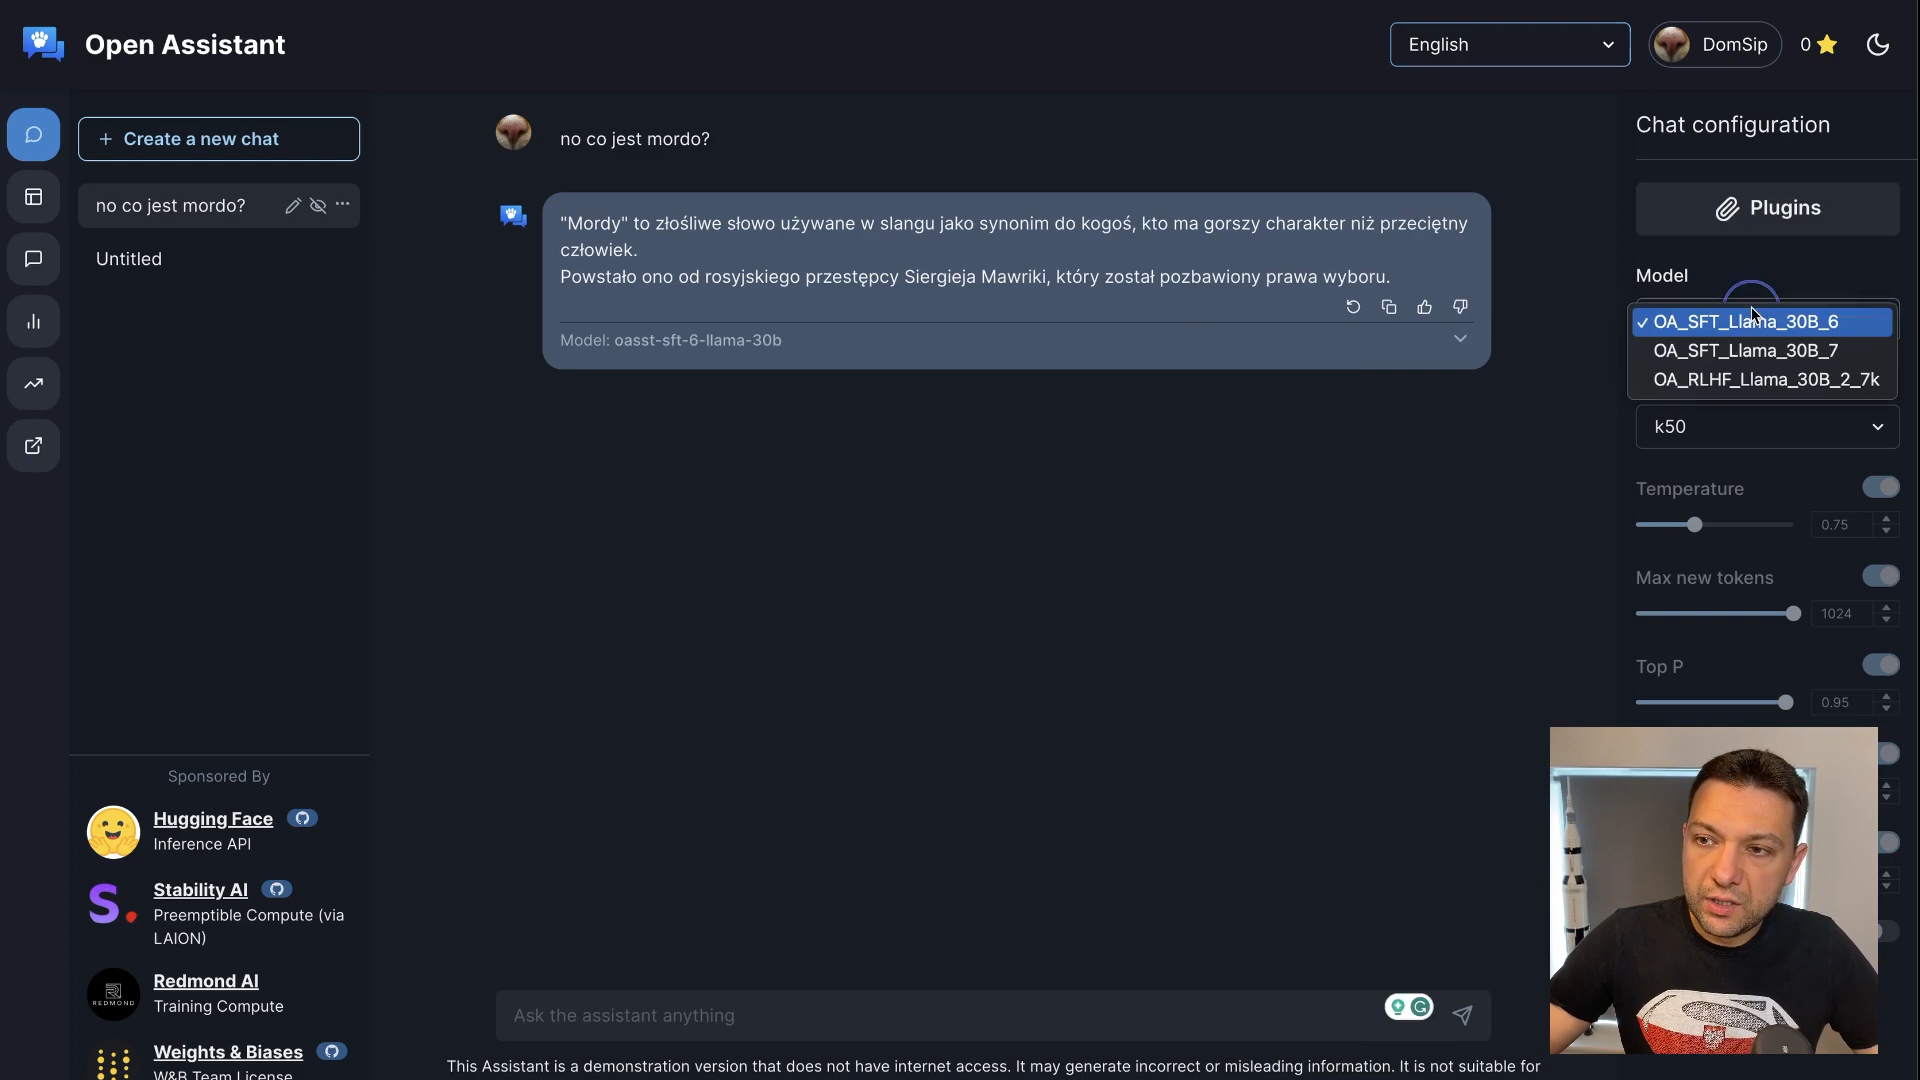 Open Assistant
English
DomSip
0
Create a new chat
no co jest mordo?
Untitled
no co jest mordo?
"Mordy" to złośliwe słowo używane w slangu jako synonim do kogoś, kto ma gorszy charakter niż przeciętny
człowiek.
Powstało ono od rosyjskiego przestępcy Siergieja Mawriki, który został pozbawiony prawa wyboru.
Model: oasst-sft-6-llama-30b
Chat configuration
Plugins
Model
OA_SFT_Llama_30B_6
OA_SFT_Llama_30B_7
OA_RLHF_Llama_30B_2_7k
k50
Temperature
0.75
Max new tokens
1024
Top P
0.95
Sponsored By
Hugging Face
Inference API
Stability AI
Preemptible Compute (via
LAION)
REDMOND
Redmond AI
Training Compute
Weights & Biases
W&B Team License
Ask the assistant anything
This Assistant is a demonstration version that does not have internet access. It may generate incorrect or misleading information. It is not suitable for